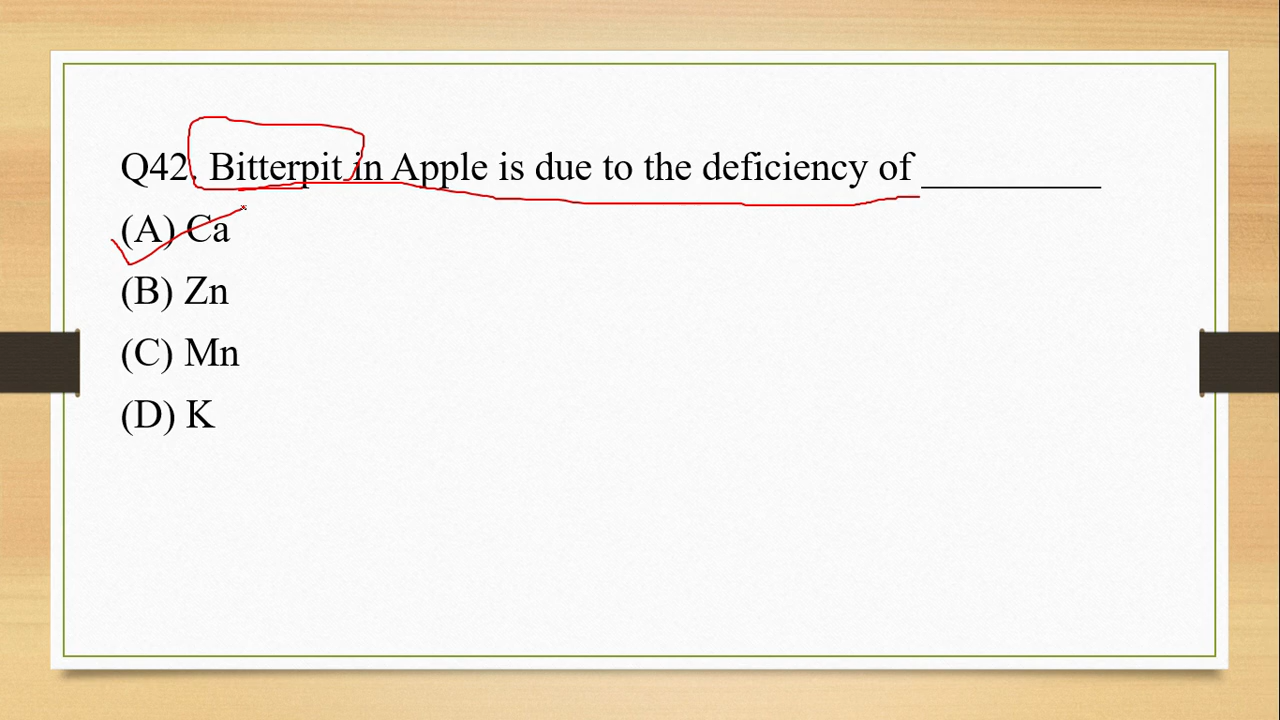 Q42. Bitterpit in Apple is due to the deficiency of __________
(A) Ca
(B) Zn
(C) Mn
(D) K